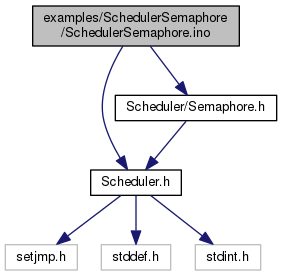 examples/SchedulerSemaphore
/SchedulerSemaphore.ino
Scheduler/Semaphore.h
Scheduler.h
setjmp.h
stddef.h
stdint.h